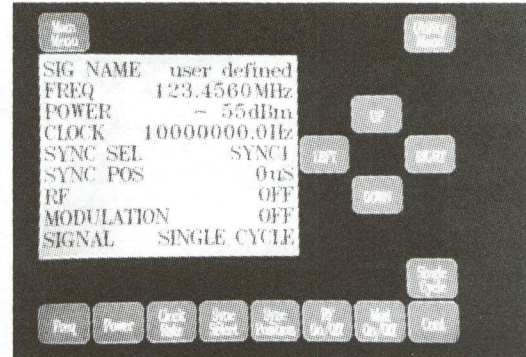 SIG NAME user defined
FREQ 123.4560MHz
POWER - 55dBm
CLOCK 10000000.0Hz
SYNC SEL SYNC1
SYNC POS 0uS
RF OFF
MODULATION OFF
SIGNAL SINGLE CYCLE
UP
LEFT RIGHT
DOWN
Freq Power Clock Rate Sync Select Sync Position RF On/Off Mod On/Off